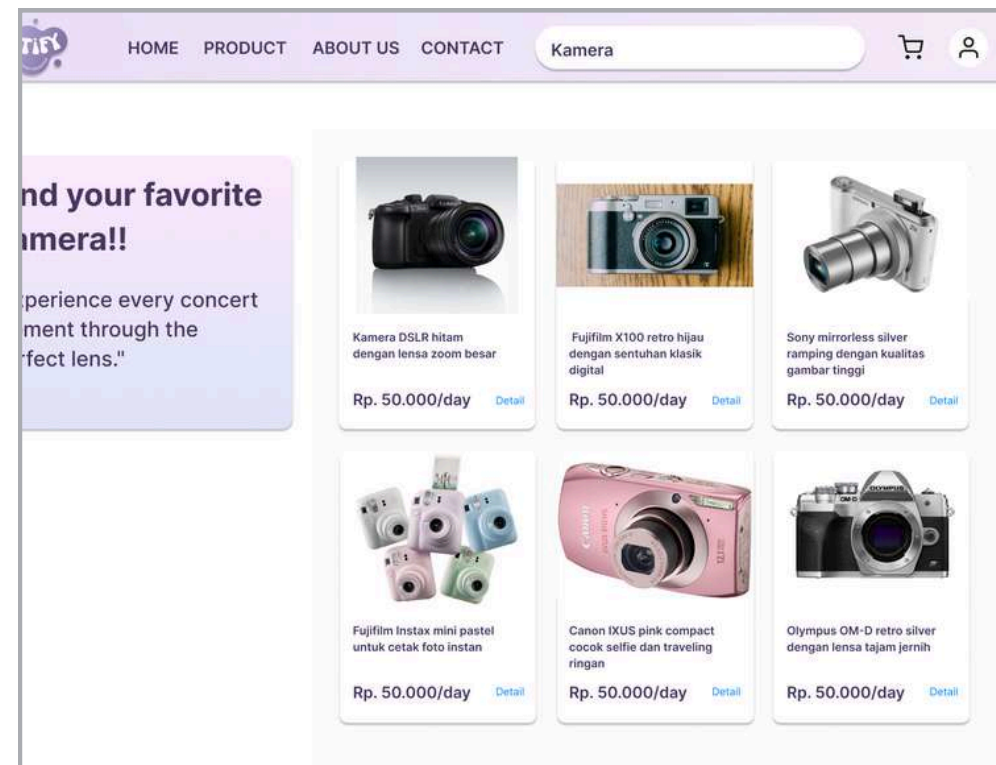 HOME PRODUCT ABOUT US CONTACT Kamera
nd your favorite
mera!!
perience every concert
ment through the
fect lens."
Kamera DSLR hitam
dengan lensa zoom besar
Rp. 50.000/day Detail
Fujifilm X100 retro hijau
dengan sentuhan klasik
digital
Rp. 50.000/day Detail
Sony mirrorless silver
ramping dengan kualitas
gambar tinggi
Rp. 50.000/day Detail
OLYMPUS
OM-D
Canon
Fujifilm Instax mini pastel
untuk cetak foto instan
Rp. 50.000/day Detail
Canon IXUS pink compact
cocok selfie dan traveling
ringan
Rp. 50.000/day Detail
Olympus OM-D retro silver
dengan lensa tajam jernih
Rp. 50.000/day Detail